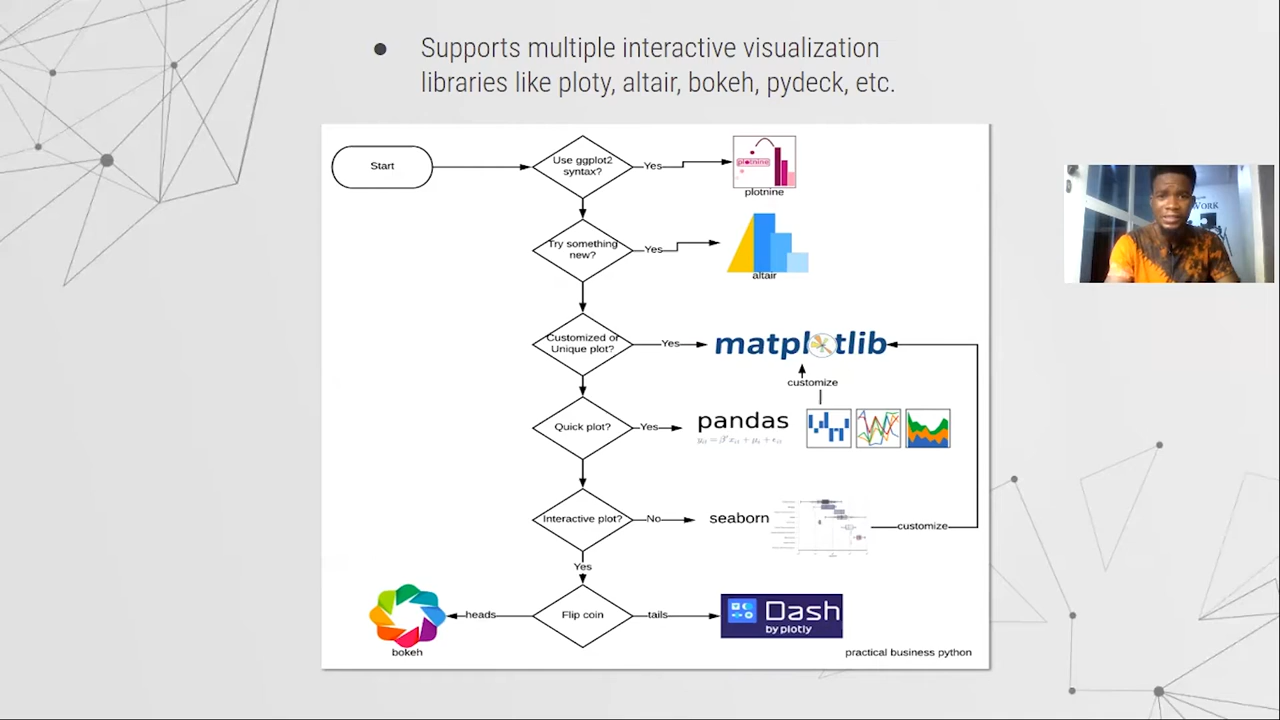 ● Supports multiple interactive visualization
libraries like ploty, altair, bokeh, pydeck, etc.
Start
Use ggplot2
syntax?
Yes
plotnine
plotnine
Try something
new?
Yes
altair
Customized or
Unique plot?
Yes
matplotlib
customize
Quick plot?
Yes
pandas
Interactive plot?
No
seaborn
customize
Yes
Flip coin
heads
bokeh
tails
Dash
by plotly
practical business python
WORK